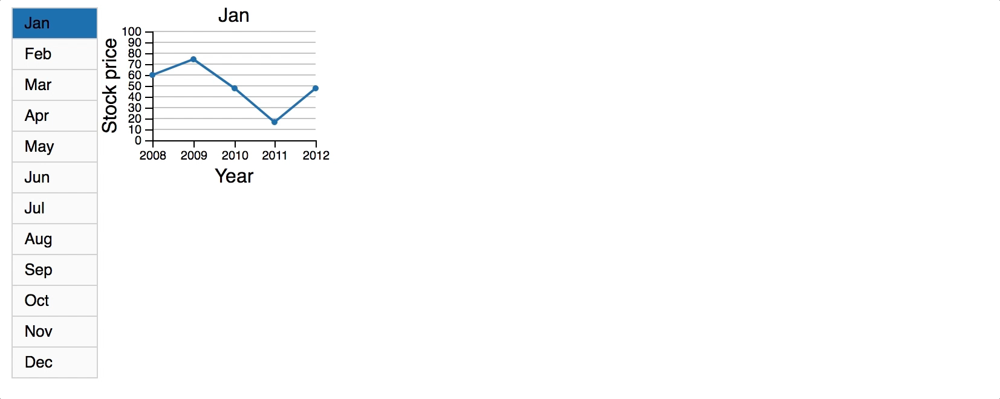 Jan
Feb
Mar
Apr
May
Jun
Jul
Aug
Sep
Oct
Nov
Dec
Jan
Stock price
100
90
80
70
60
50
40
30
20
10
0
2008 2009 2010 2011 2012
Year